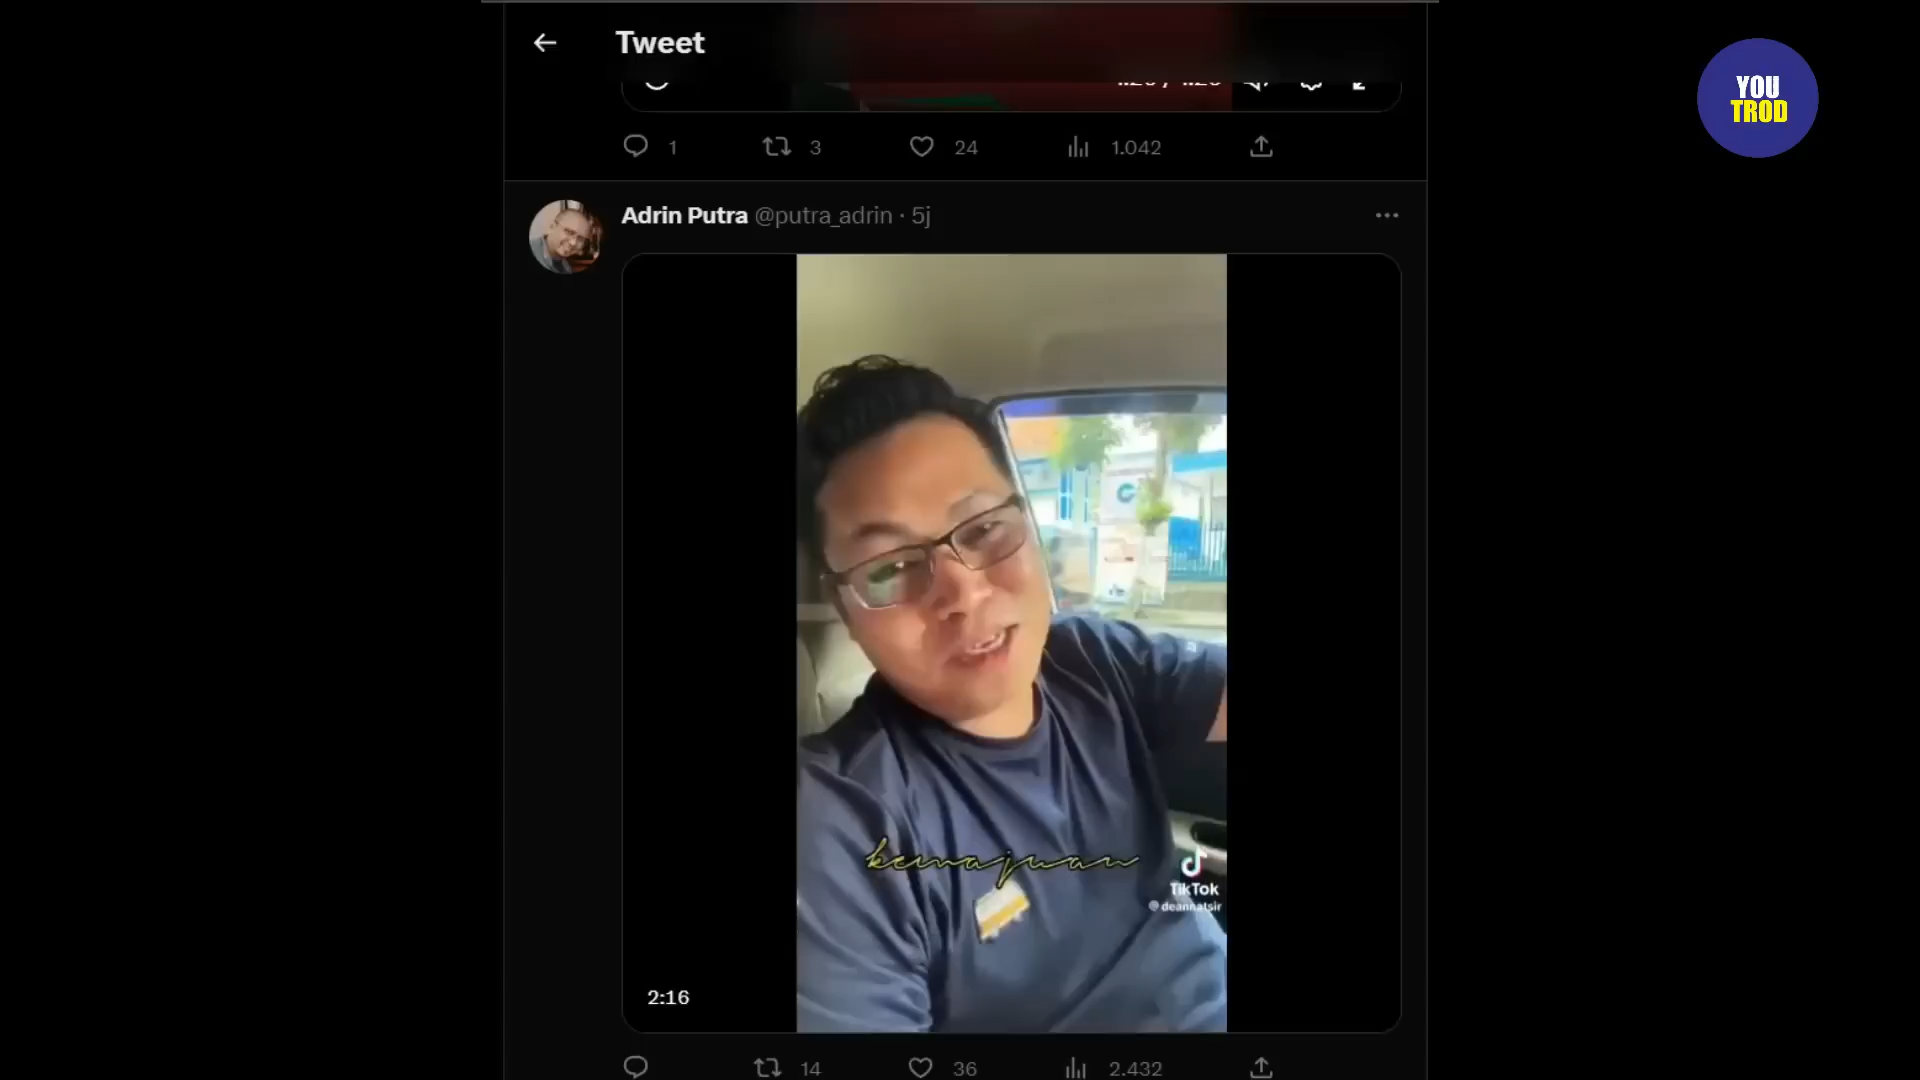 Tweet
YOU
TROD
1
3
24
1.042
Adrin Putra @putra_adrin · 5j
kemajuan
TikTok
@deannatsir
2:16
14
36
2.432